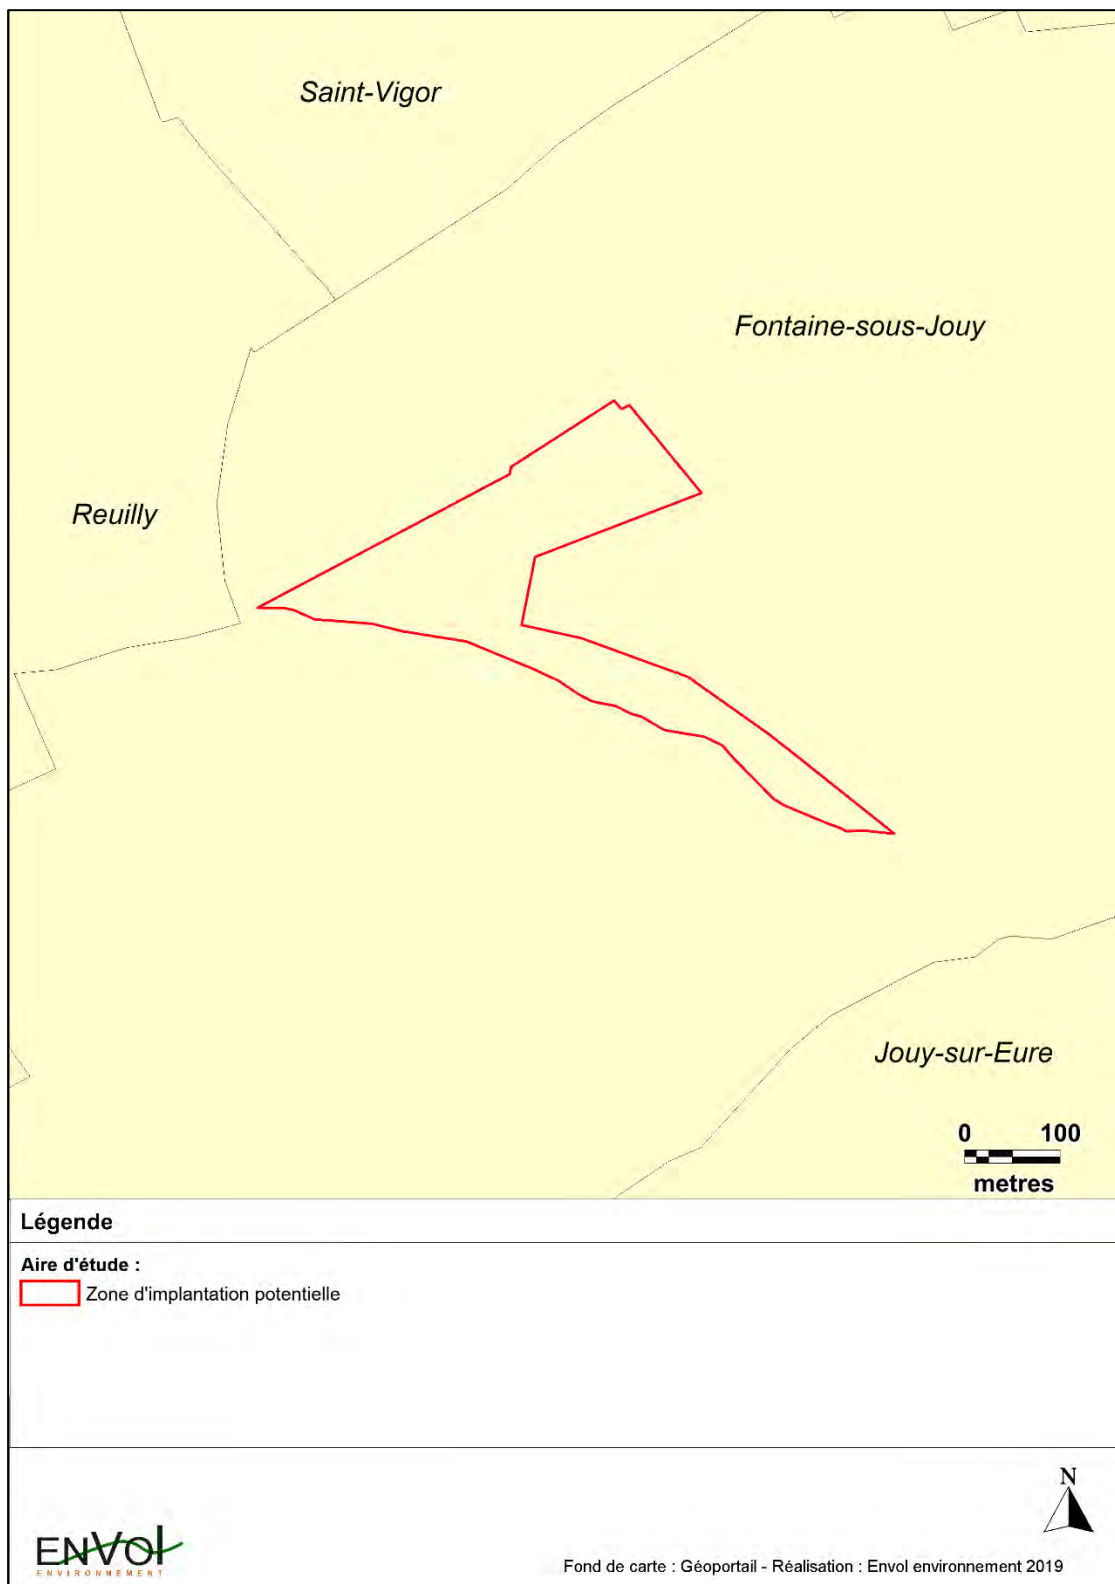 Saint-Vigor
Fontaine-sous-Jouy
Reuilly
Jouy-sur-Eure
0 100
metres
Légende
Aire d'étude :
Zone d'implantation potentielle
N
ENVOl
ENVIRONNEMENT
Fond de carte : Géoportail - Réalisation : Envol environnement 2019